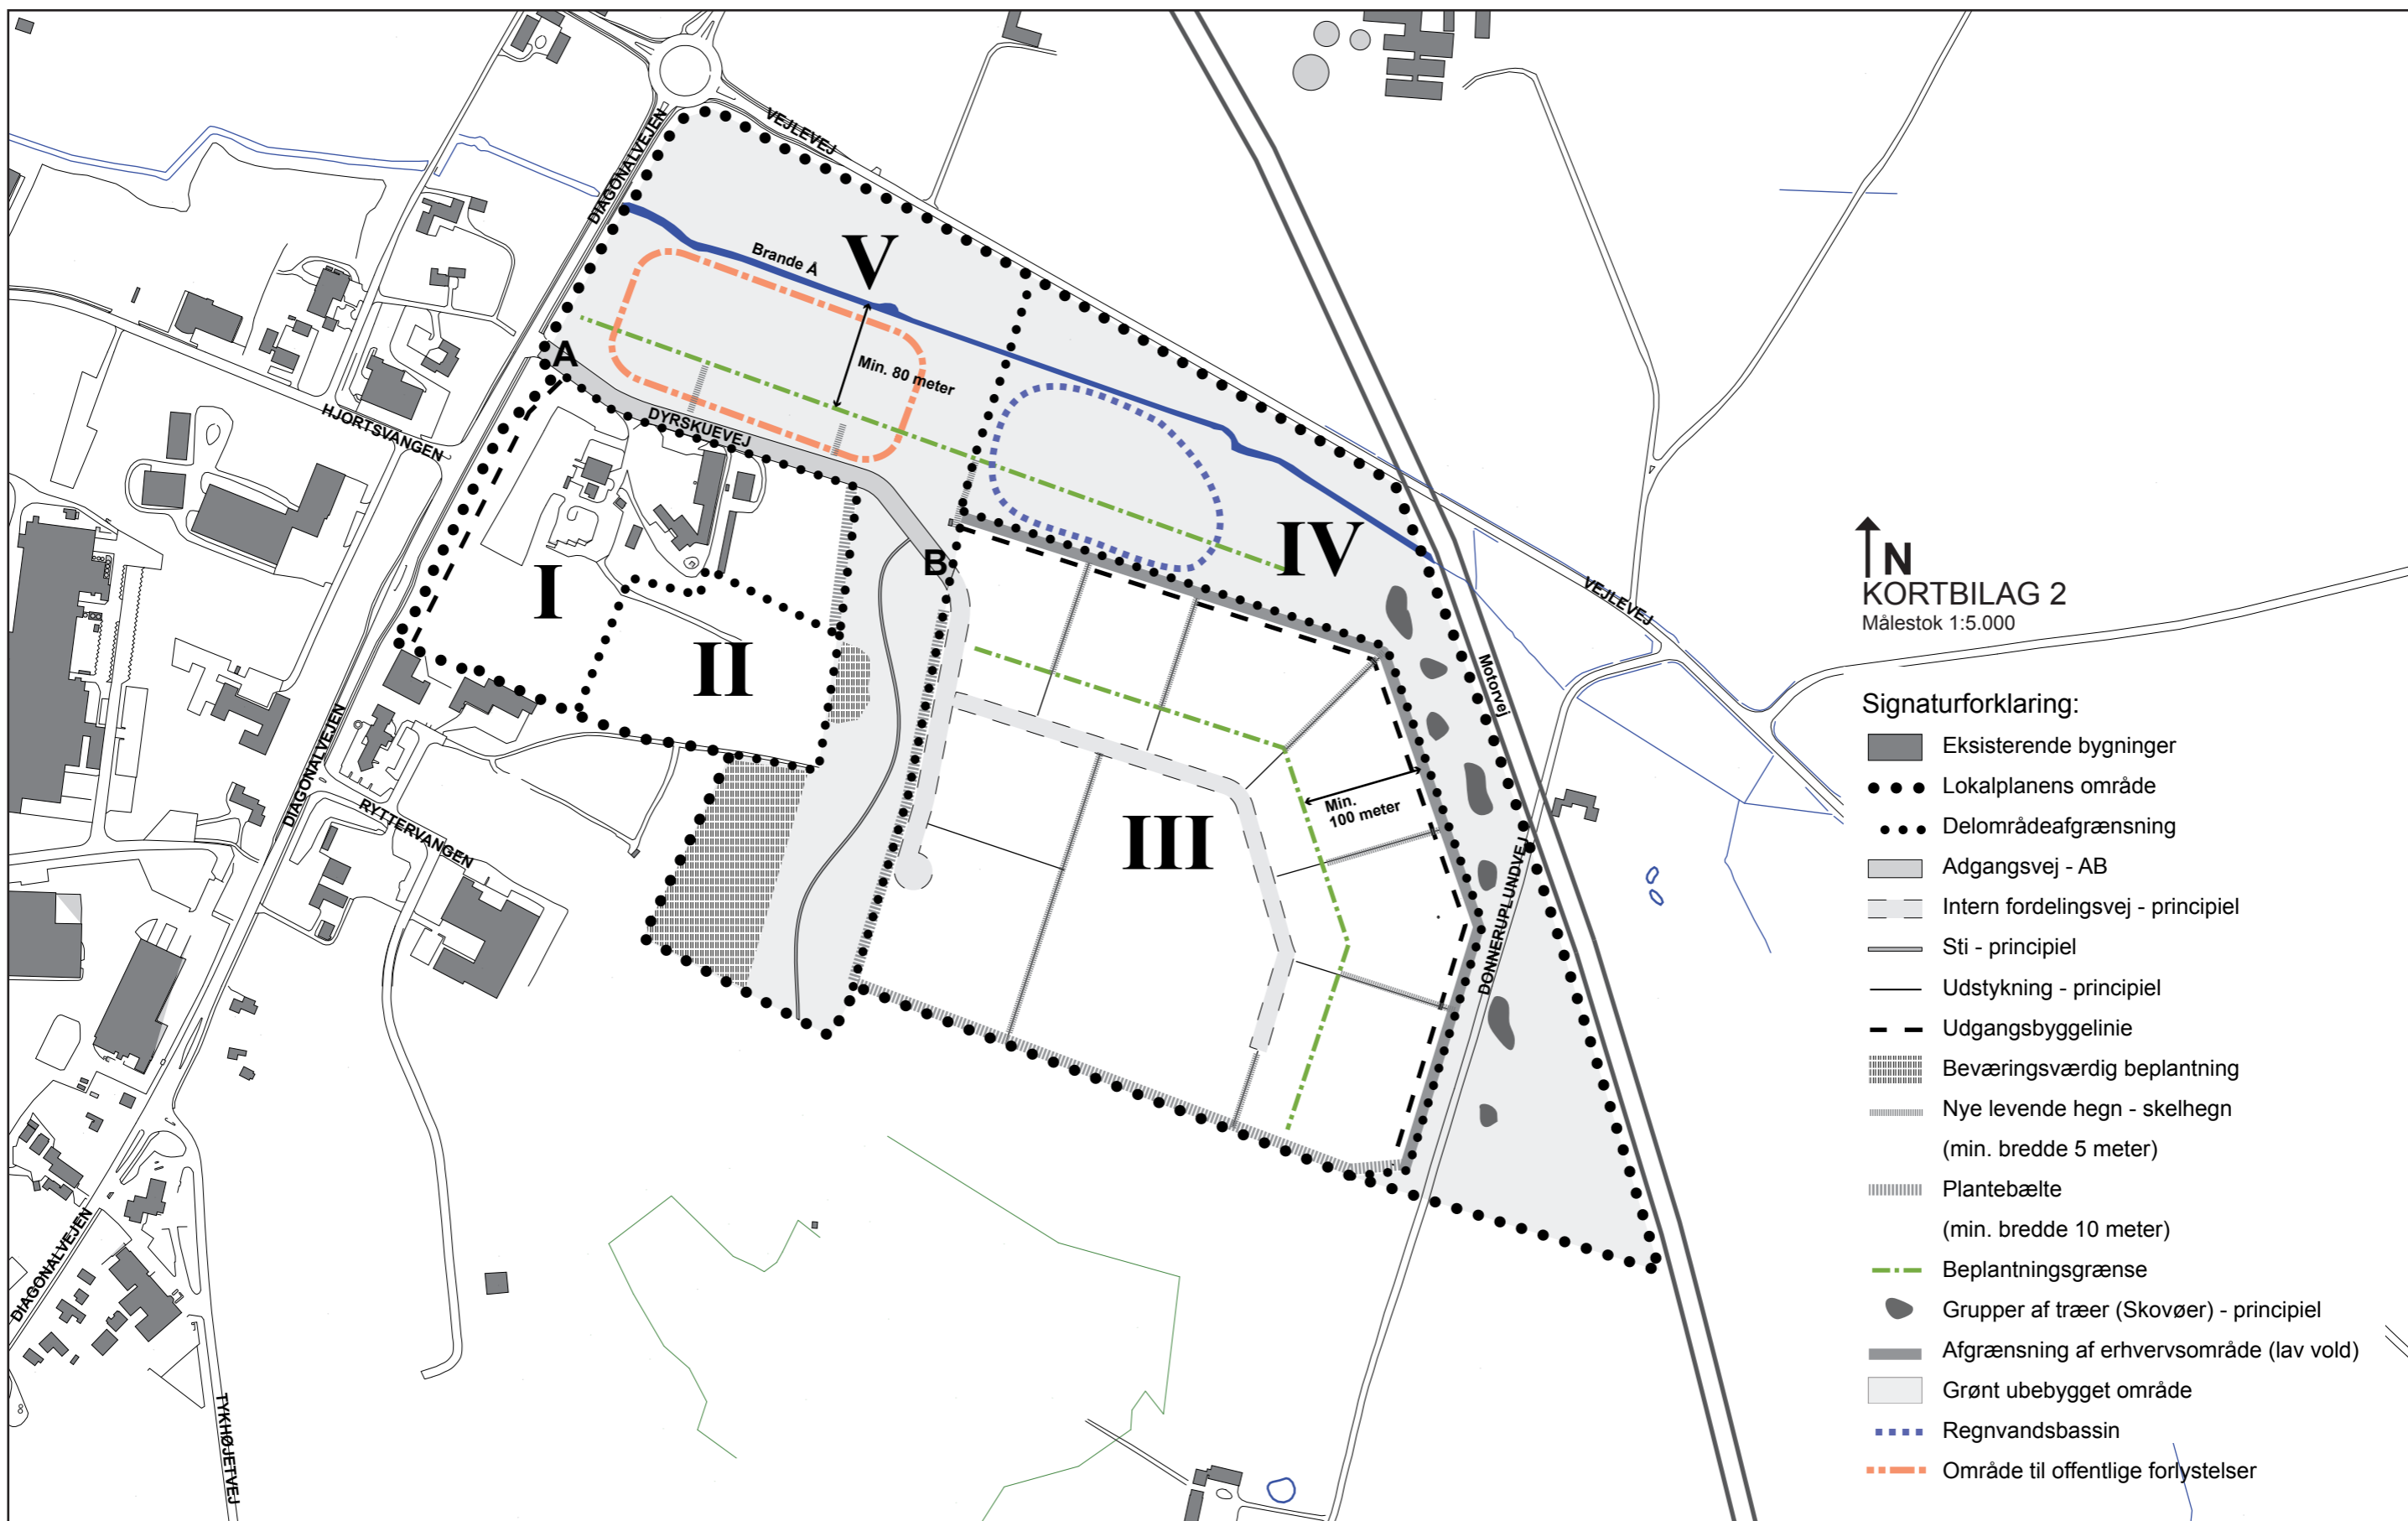 VEJLEVEJ
DIAGONALVEJEN
V
Brande Å
A
Min. 80 meter
HJORTSVANGEN
DYRSKUEVEJ
IV
N
KORTBILAG 2
Målestok 1:5.000
B
I
VEJLEVEJ
II
Motorvej
Signaturforklaring:
Eksisterende bygninger
Lokalplanens område
Delområdeafgrænsning
Adgangsvej - AB
Intern fordelingsvej - principiel
Sti - principiel
Udstykning - principiel
Udgangsbyggelinie
Beværingsværdig beplantning
Nye levende hegn - skelhegn
(min. bredde 5 meter)
Plantebælte
(min. bredde 10 meter)
Beplantningsgrænse
Grupper af træer (Skovøer) - principiel
Afgrænsning af erhvervsområde (lav vold)
Grønt ubebygget område
Regnvandsbassin
Område til offentlige forlystelser
DIAGONALVEJEN
RYTTERVANGEN
Min.
100 meter
III
DONNERUPLUNDVEJ
DIAGONALVEJEN
TYKHØJETVEJ